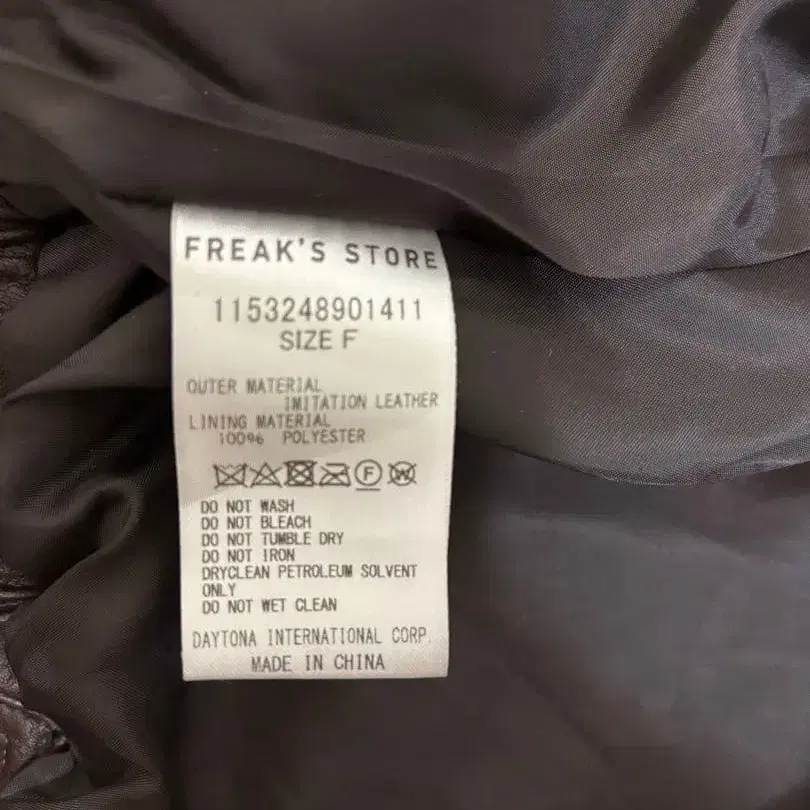 FREAK'S STORE
1153248901411
SIZE F
OUTER MATERIAL
IMITATION LEATHER
LINING MATERIAL
100% POLYESTER
F W
DO NOT WASH
DO NOT BLEACH
DO NOT TUMBLE DRY
DO NOT IRON
DRYCLEAN PETROLEUM SOLVENT
ONLY
DO NOT WET CLEAN
DAYTONA INTERNATIONAL CORP.
MADE IN CHINA